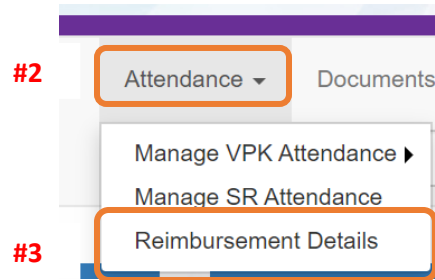 #2 Attendance Documents
Manage VPK Attendance
Manage SR Attendance
#3 Reimbursement Details